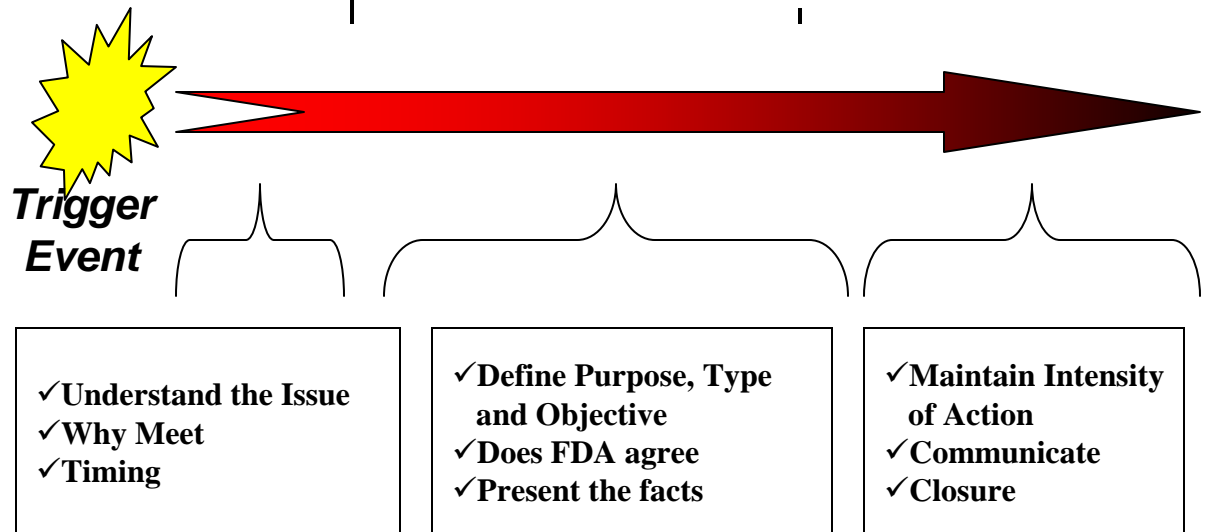 Trigger
Event
✓Understand the Issue
✓Why Meet
✓Timing
✓Define Purpose, Type
and Objective
✓Does FDA agree
✓Present the facts
✓Maintain Intensity
of Action
✓Communicate
✓Closure